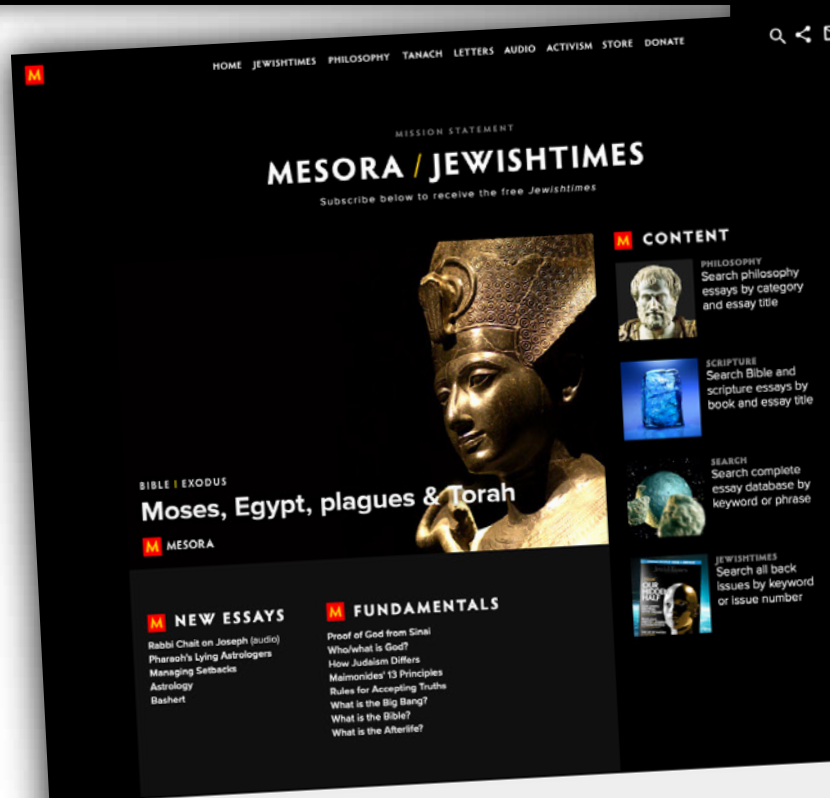 M
HOME JEWISHTIMES PHILOSOPHY TANACH LETTERS AUDIO ACTIVISM STORE DONATE
MISSION STATEMENT
MESORA / JEWISHTIMES
Subscribe below to receive the free Jewishtimes
BIBLE | EXODUS
Moses, Egypt, plagues & Torah
M MESORA
M NEW ESSAYS
Rabbi Chait on Joseph (audio)
Pharaoh's Lying Astrologers
Managing Setbacks
Astrology
Bashert
M FUNDAMENTALS
Proof of God from Sinai
Who/what is God?
How Judaism Differs
Maimonides' 13 Principles
Rules for Accepting Truths
What is the Big Bang?
What is the Bible?
What is the Afterlife?
M CONTENT
PHILOSOPHY
Search philosophy
essays by category
and essay title
SCRIPTURE
Search Bible and
scripture essays by
book and essay title
SEARCH
Search complete
essay database by
keyword or phrase
JEWISHTIMES
Search all back
issues by keyword
or issue number
OUR
HIDDEN
HALF